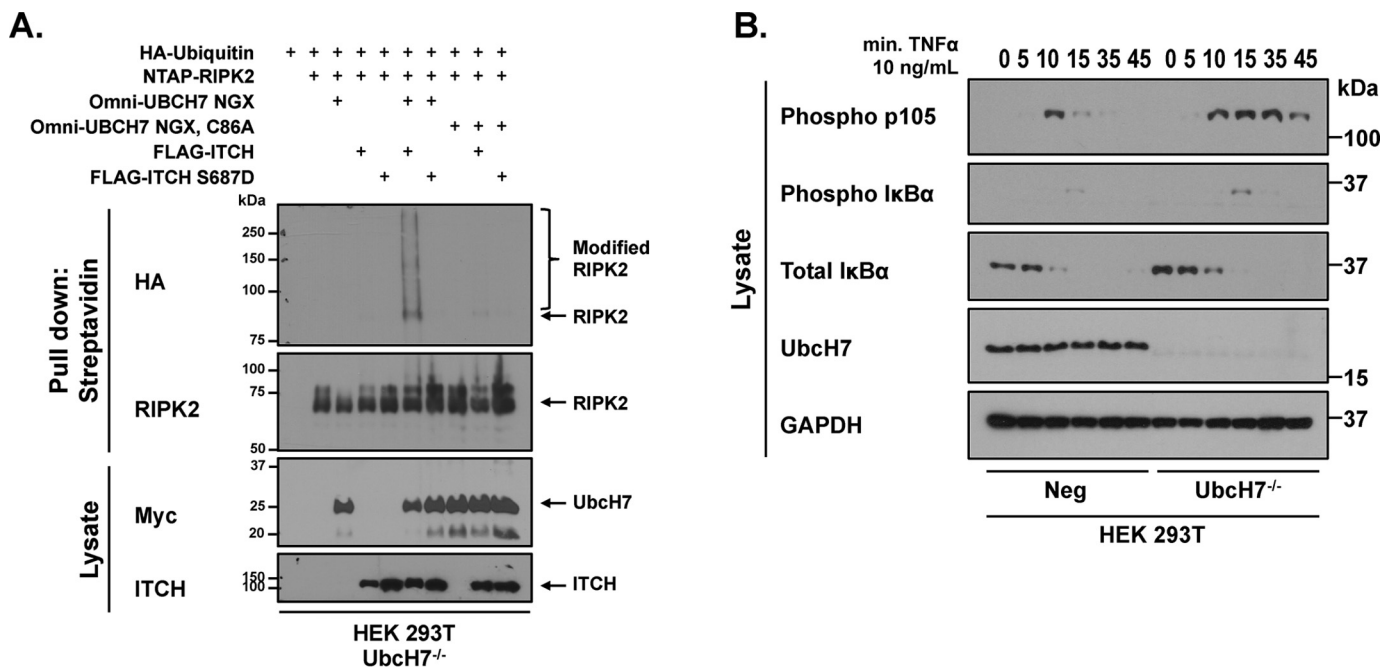 A.
HA-Ubiquitin + + + + + + + + + +
NTAP-RIPK2 + + + + + + + + +
Omni-UBCH7 NGX + + +
Omni-UBCH7 NGX, C86A + + +
FLAG-ITCH + + +
FLAG-ITCH S687D + + +
kDa
Pull down:
Streptavidin
HA
250
150
100
75
Modified
RIPK2
RIPK2
RIPK2
100
75
50
RIPK2
Lysate
Myc
37
25
20
UbcH7
ITCH
150
100
ITCH
HEK 293T
UbcH7-/-
B.
min. TNFα
10 ng/mL
0 5 10 15 35 45 0 5 10 15 35 45
kDa
Lysate
Phospho p105
100
Phospho IκBα
37
Total IκBα
37
UbcH7
15
GAPDH
37
Neg
UbcH7-/-
HEK 293T